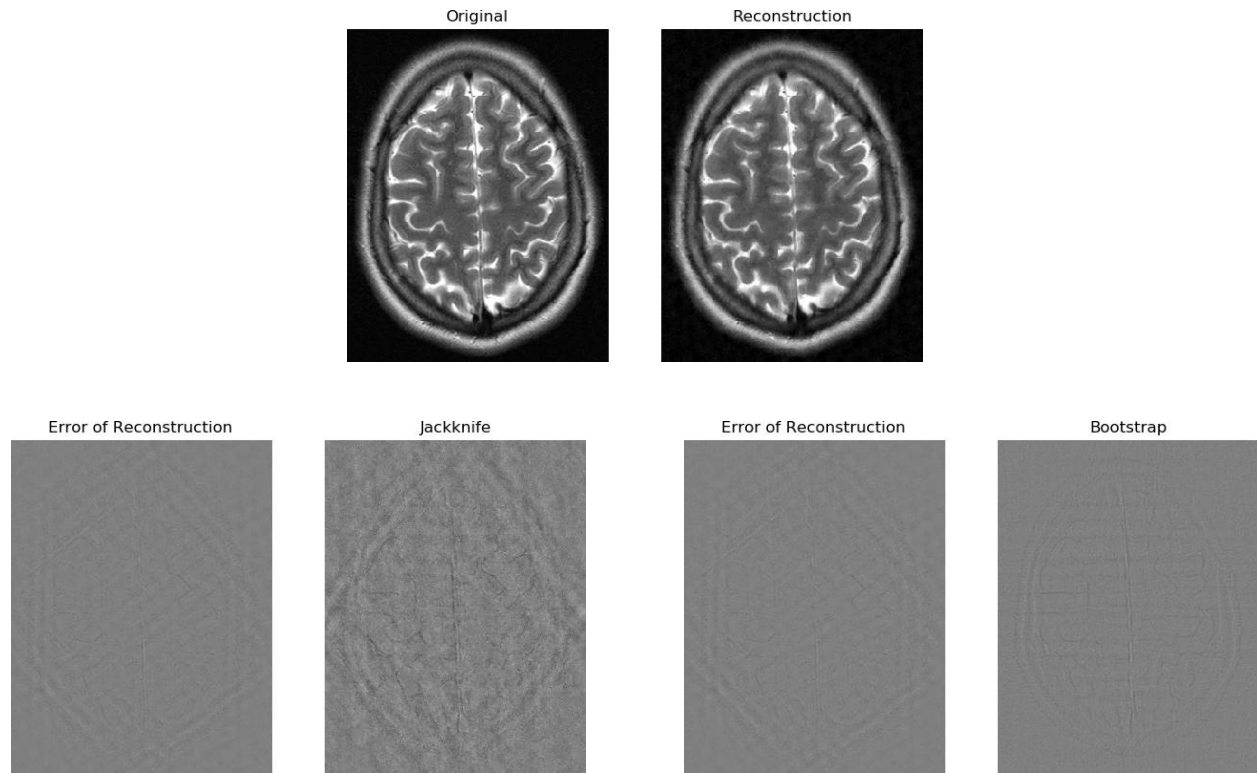 Original
Reconstruction
Error of Reconstruction
Jackknife
Error of Reconstruction
Bootstrap